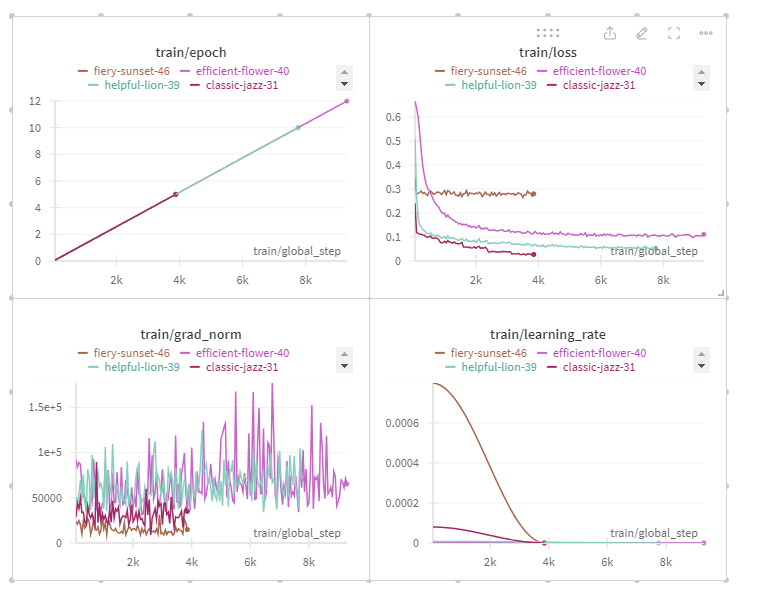 train/epoch
fiery-sunset-46 efficient-flower-40
helpful-lion-39 classic-jazz-31
12
10
8
6
4
2
0
train/global_step
2k 4k 6k 8k
train/loss
fiery-sunset-46 efficient-flower-40
helpful-lion-39 classic-jazz-31
0.6
0.5
0.4
0.3
0.2
0.1
0
train/global_step
2k 4k 6k 8k
train/grad_norm
fiery-sunset-46 efficient-flower-40
helpful-lion-39 classic-jazz-31
1.5e+5
1e+5
50000
0
train/global_step
2k 4k 6k 8k
train/learning_rate
fiery-sunset-46 efficient-flower-40
helpful-lion-39 classic-jazz-31
0.0006
0.0004
0.0002
0
train/global_step
2k 4k 6k 8k